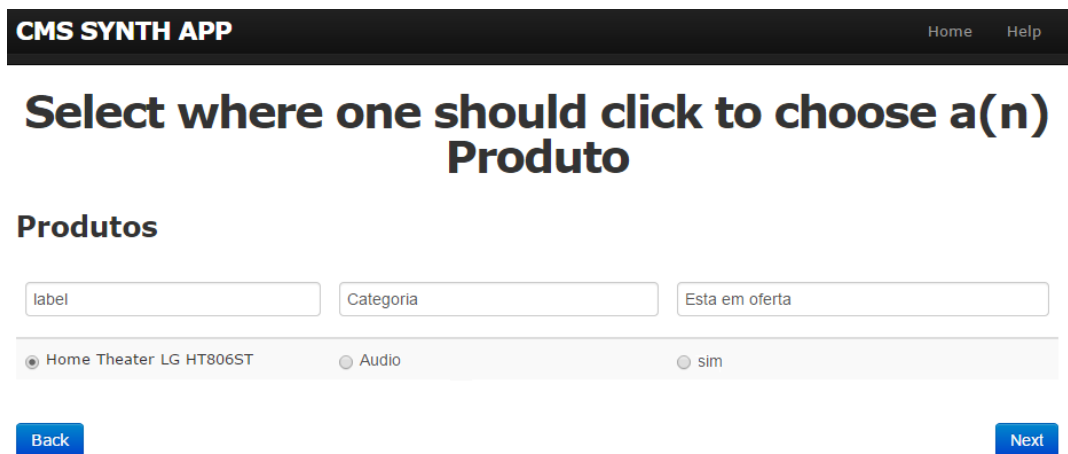 CMS SYNTH APP Home Help
Select where one should click to choose a(n)
Produto
Produtos
label Categoria Esta em oferta
Home Theater LG HT806ST Audio sim
Back Next